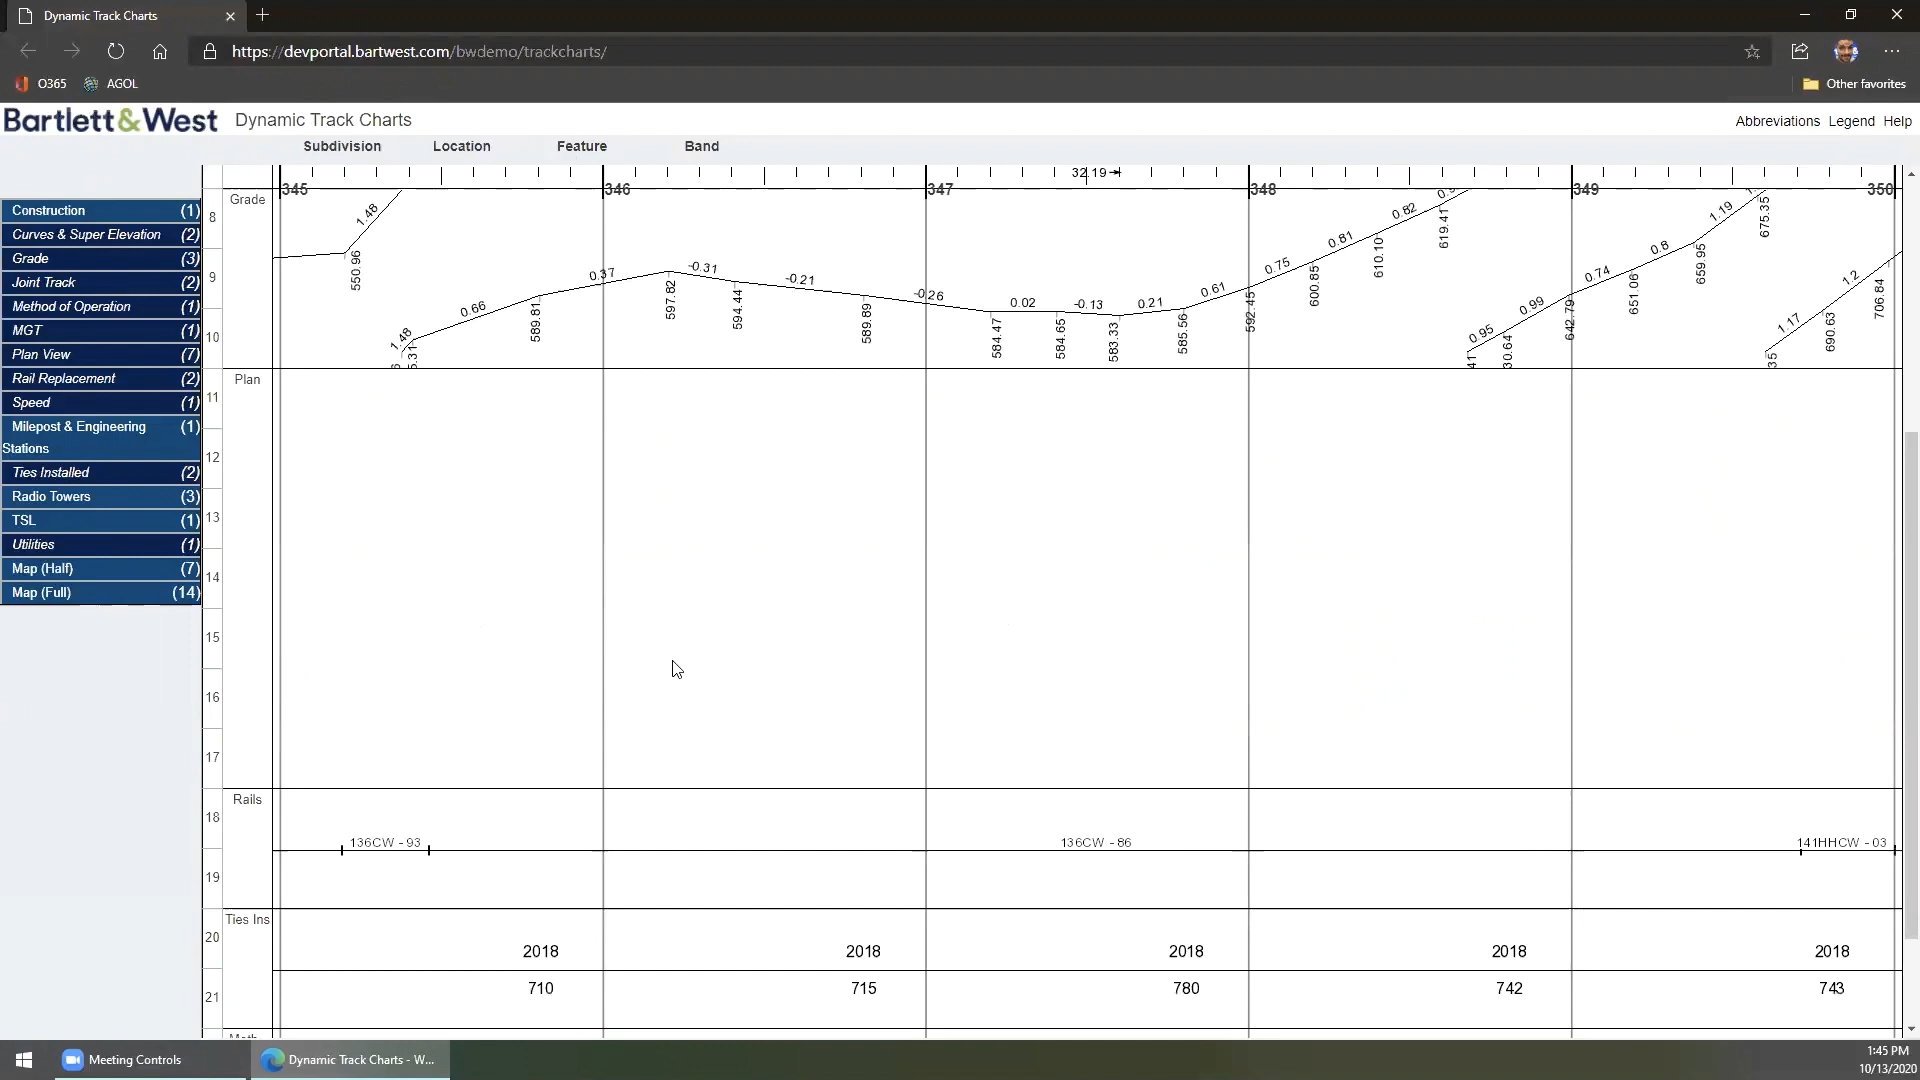 Dynamic Track Charts
https://devportal.bartwest.com/bwdemo/trackcharts/
O365 AGOL Other favorites
Bartlett&West Dynamic Track Charts Abbreviations Legend Help
Subdivision Location Feature Band
32.19
345 346 347 348 349 350
Construction (1)
Curves & Super Elevation (2)
Grade (3)
Joint Track (2)
Method of Operation (1)
MGT (1)
Plan View (7)
Rail Replacement (2)
Speed (1)
Milepost & Engineering (1)
Stations
Ties Installed (2)
Radio Towers (3)
TSL (1)
Utilities (1)
Map (Half) (7)
Map (Full) (14)
8
9
10
11
12
13
14
15
16
17
18
19
20
21
Grade
1.48 1.48 0.66 0.37 -0.31 -0.21 -0.26 0.02 -0.13 0.21 0.61 0.75 0.81 0.82 0.95 0.99 0.74 0.8 1.19 1.17 1.2
550.96 589.81 597.82 594.44 589.89 584.47 584.65 583.33 585.56 592.45 600.85 610.10 619.41 30.64 642.79 651.06 659.95 675.35 690.63 706.84
5.31 41 35
Plan
Rails
136CW - 93 136CW - 86 141HHCW - 03
Ties Ins
2018 2018 2018 2018 2018
710 715 780 742 743
Meeting Controls
Dynamic Track Charts - W...
1:45 PM
10/13/2020